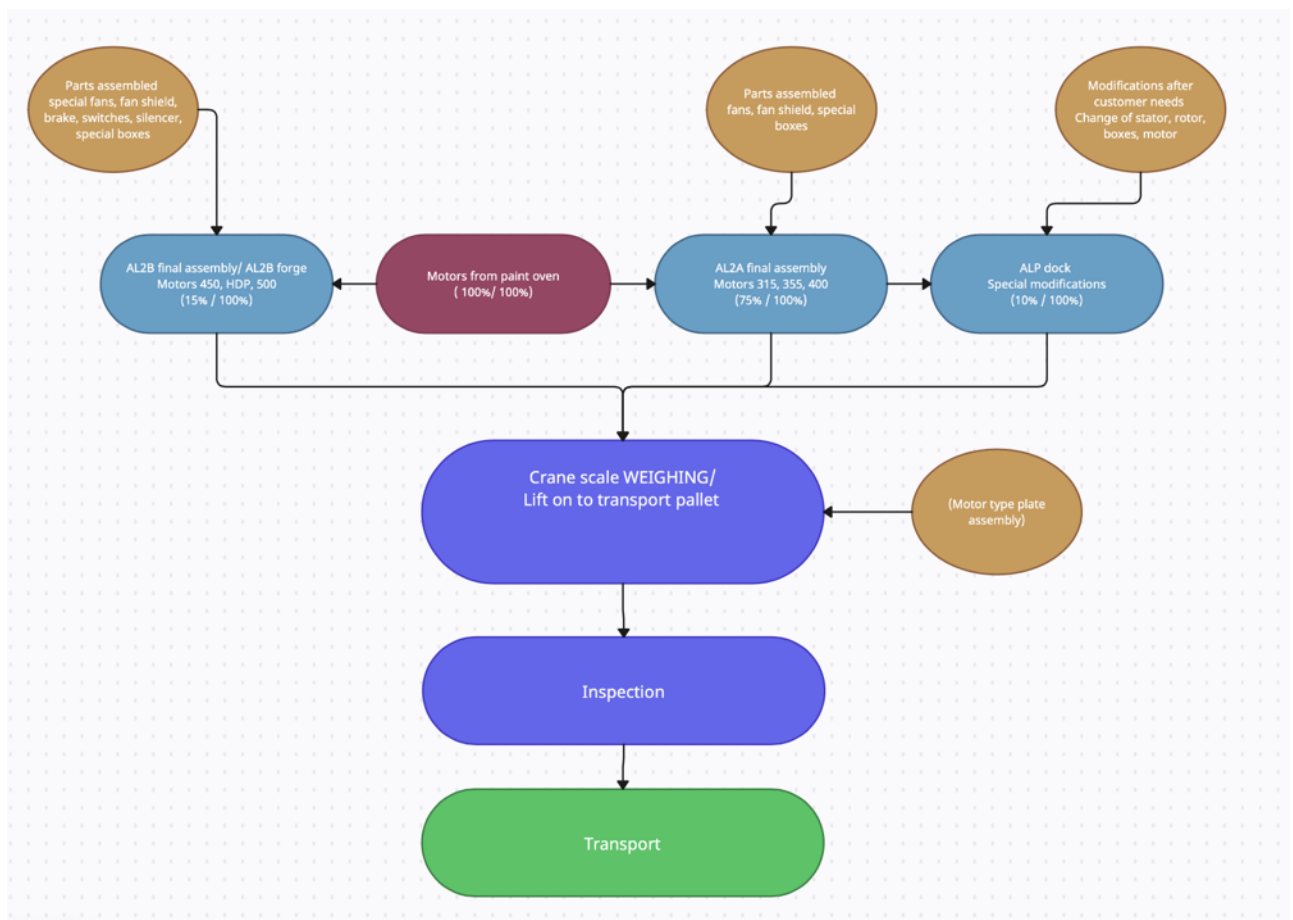 Parts assembled
special fans, fan shield,
brake, switches, silencer,
special boxes
Parts assembled
fans, fan shield, special
boxes
Modifications after
customer needs
Change of stator, rotor,
boxes, motor
AL2B final assembly/ AL2B forge
Motors 450, HDP, 500
(15% / 100%)
Motors from paint oven
( 100%/ 100%)
AL2A final assembly
Motors 315, 355, 400
(75% / 100%)
ALP dock
Special modifications
(10% / 100%)
Crane scale WEIGHING/
Lift on to transport pallet
(Motor type plate
assembly)
Inspection
Transport